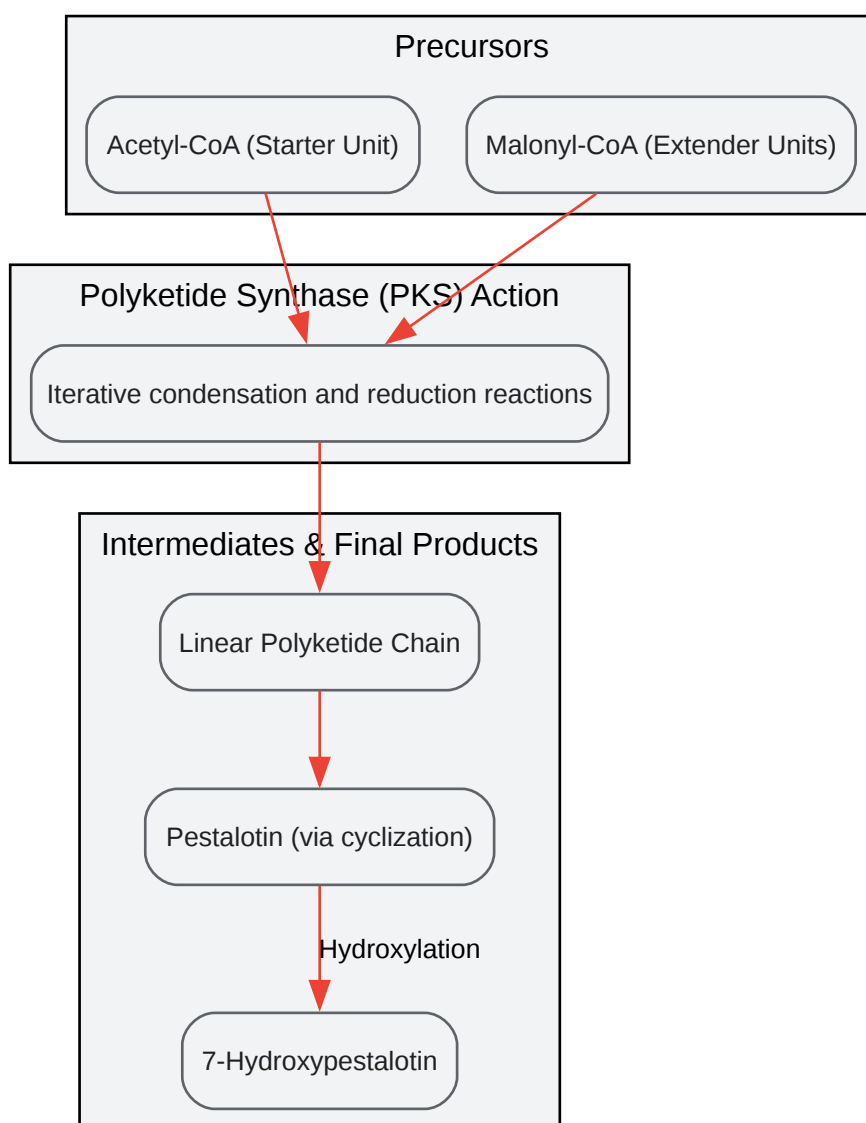 Precursors
Acetyl-CoA (Starter Unit)
Malonyl-CoA (Extender Units)
Polyketide Synthase (PKS) Action
Iterative condensation and reduction reactions
Intermediates & Final Products
Linear Polyketide Chain
Pestalotin (via cyclization)
Hydroxylation
7-Hydroxypestalotin